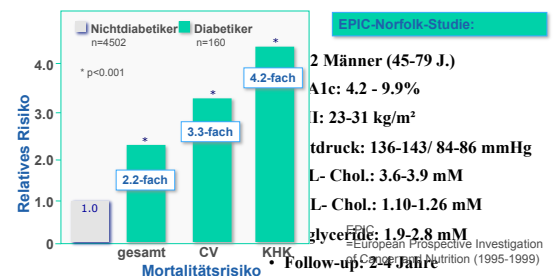 EPIC-Norfolk-Studie:
Nichtdiabetiker
n=4502
Diabetiker
n=160
* p<0.001
Relatives Risiko
4.0
3.0
2.0
1.0
0
1.0
*
2.2-fach
*
3.3-fach
*
4.2-fach
gesamt
CV
KHK
Mortalitätsrisiko
2 Männer (45-79 J.)
A1c: 4.2 - 9.9%
I: 23-31 kg/m²
tdruck: 136-143/ 84-86 mmHg
L- Chol.: 3.6-3.9 mM
L- Chol.: 1.10-1.26 mM
glyceride: 1.9-2.8 mM
• Follow-up: 2-4 Jahre
EPIC
=European Prospective Investigation
of Cancer and Nutrition (1995-1999)